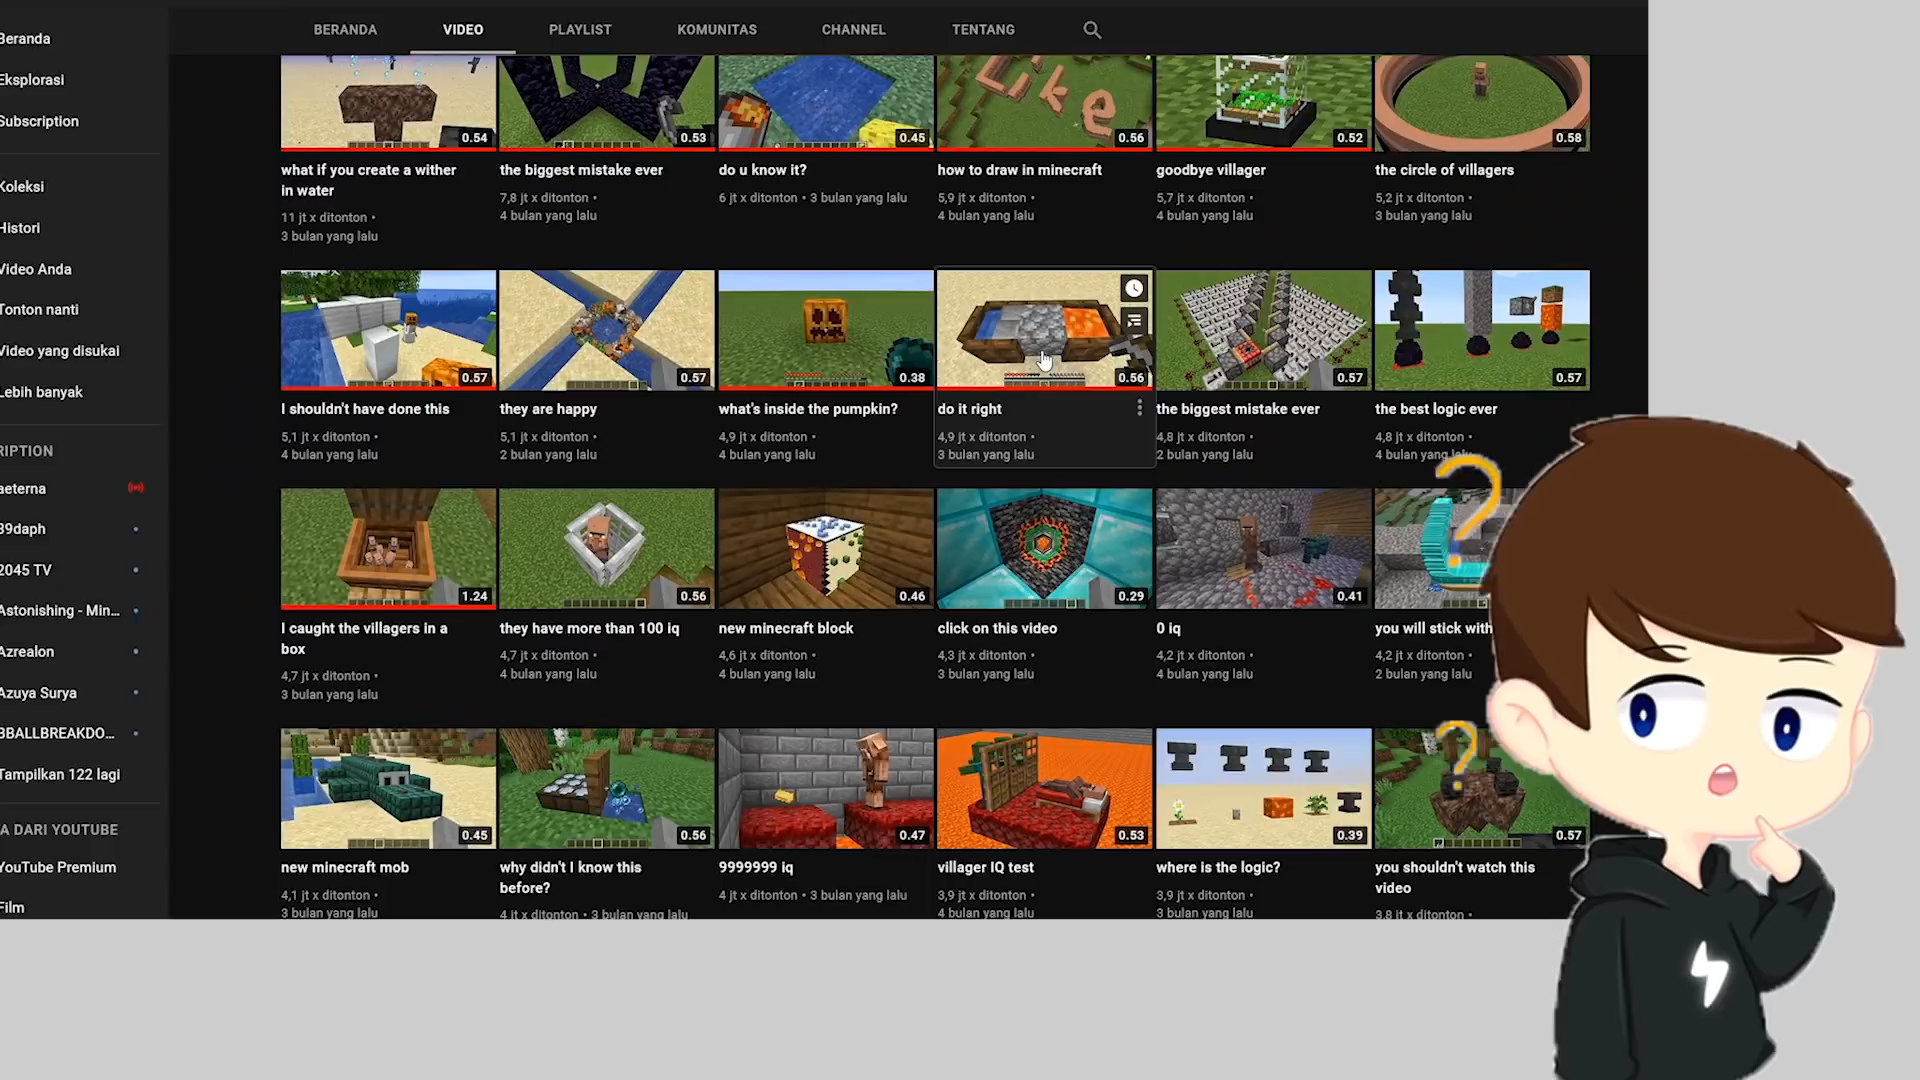 BERANDA
VIDEO
PLAYLIST
KOMUNITAS
CHANNEL
TENTANG
Beranda
Eksplorasi
Subscription
Koleksi
Histori
Video Anda
Tonton nanti
Video yang disukai
Lebih banyak
RIPTION
aeterna
39daph
2045 TV
Astonishing - Min...
Azrealon
Azuya Surya
BBALLBREAKDO...
Tampilkan 122 lagi
A DARI YOUTUBE
YouTube Premium
Film
0.54
0.53
0.45
Like
0.56
0.52
0.58
what if you create a wither
in water
11 jt x ditonton •
3 bulan yang lalu
the biggest mistake ever
7,8 jt x ditonton •
4 bulan yang lalu
do u know it?
6 jt x ditonton • 3 bulan yang lalu
how to draw in minecraft
5,9 jt x ditonton •
4 bulan yang lalu
goodbye villager
5,7 jt x ditonton •
4 bulan yang lalu
the circle of villagers
5,2 jt x ditonton •
3 bulan yang lalu
0.57
0.57
0.38
0.56
0.57
0.57
I shouldn't have done this
5,1 jt x ditonton •
4 bulan yang lalu
they are happy
5,1 jt x ditonton •
2 bulan yang lalu
what's inside the pumpkin?
4,9 jt x ditonton •
4 bulan yang lalu
do it right
4,9 jt x ditonton •
3 bulan yang lalu
the biggest mistake ever
4,8 jt x ditonton •
2 bulan yang lalu
the best logic ever
4,8 jt x ditonton •
4 bulan yang lalu
1.24
0.56
0.46
0.29
0.41
I caught the villagers in a
box
4,7 jt x ditonton •
3 bulan yang lalu
they have more than 100 iq
4,7 jt x ditonton •
4 bulan yang lalu
new minecraft block
4,6 jt x ditonton •
4 bulan yang lalu
click on this video
4,3 jt x ditonton •
3 bulan yang lalu
0 iq
4,2 jt x ditonton •
4 bulan yang lalu
you will stick with
4,2 jt x ditonton •
2 bulan yang lalu
? ?
0.45
0.56
0.47
0.53
0.39
0.57
new minecraft mob
4,1 jt x ditonton •
3 bulan yang lalu
why didn't I know this
before?
4 jt x ditonton • 3 bulan yang lalu
9999999 iq
4 jt x ditonton • 3 bulan yang lalu
villager IQ test
3,9 jt x ditonton •
4 bulan yang lalu
where is the logic?
3,9 jt x ditonton •
3 bulan yang lalu
you shouldn't watch this
video
3,8 jt x ditonton •